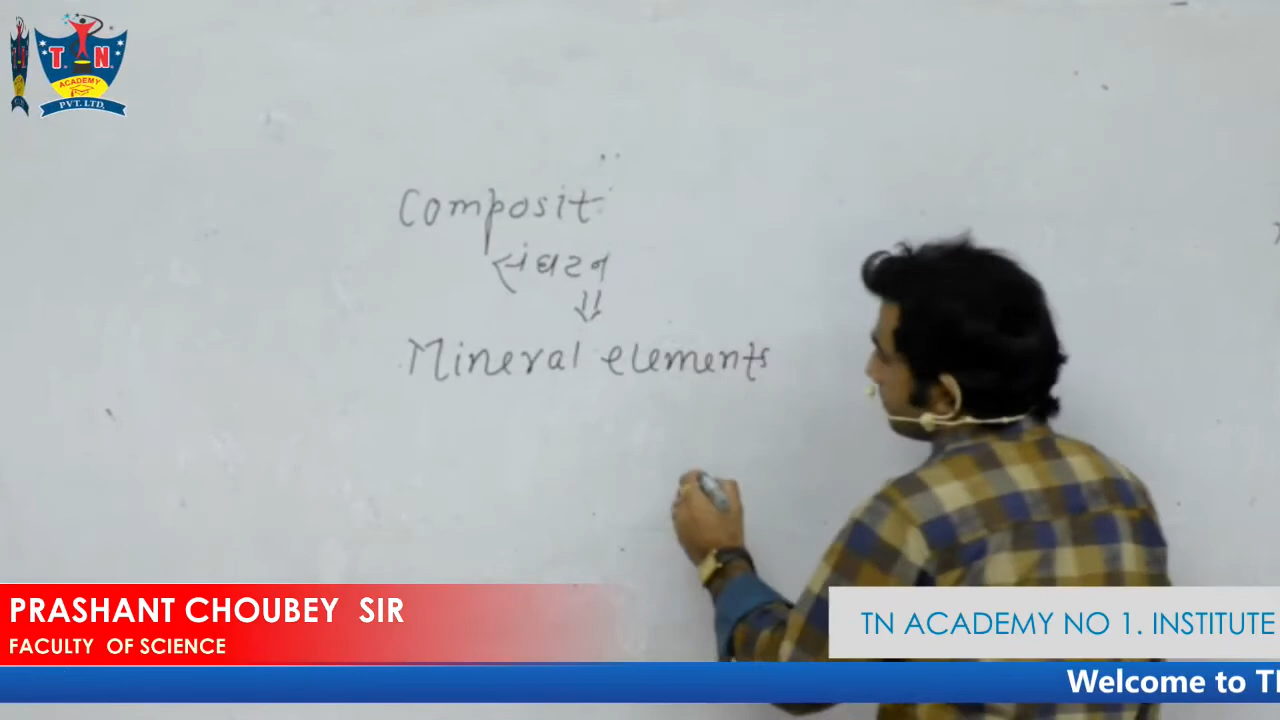 T. N.
ACADEMY
PVT. LTD.
Composit
संघटन
⇓
Mineral elements
PRASHANT CHOUBEY SIR
FACULTY OF SCIENCE
TN ACADEMY NO 1. INSTITUTE
Welcome to